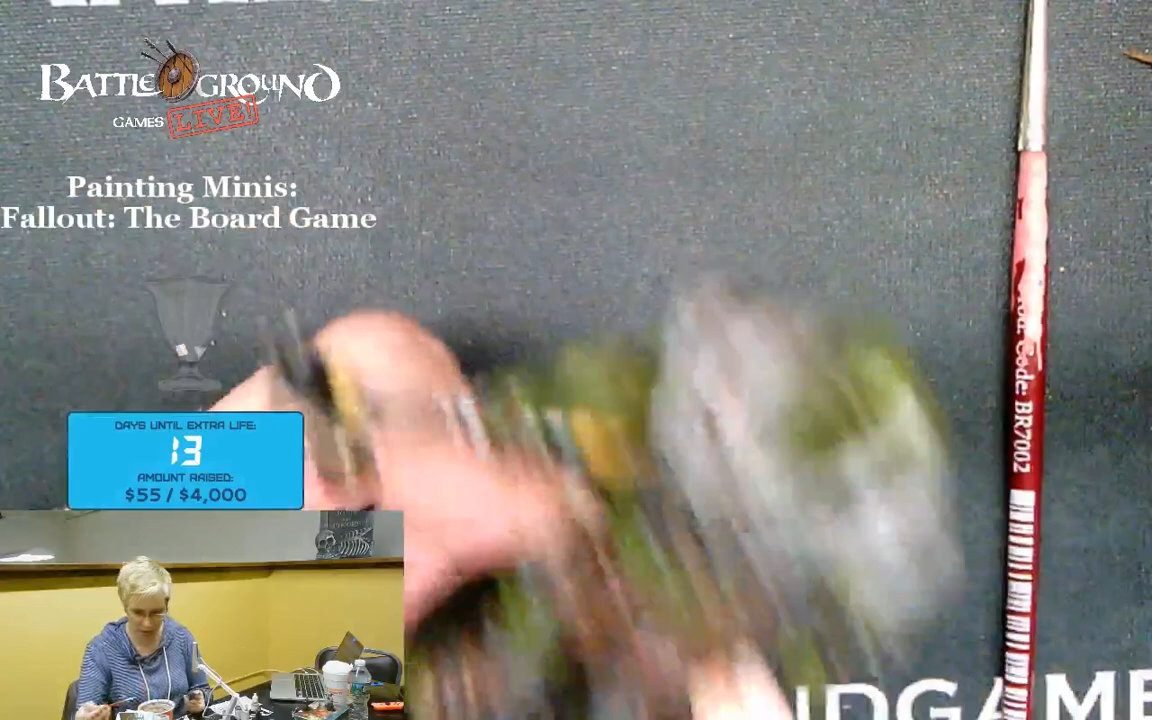 BATTLEGROUND
GAMES LIVE!
Painting Minis:
Fallout: The Board Game
DAYS UNTIL EXTRA LIFE:
13
AMOUNT RAISED:
$55 / $4,000
Code: BR7002
NDGAME